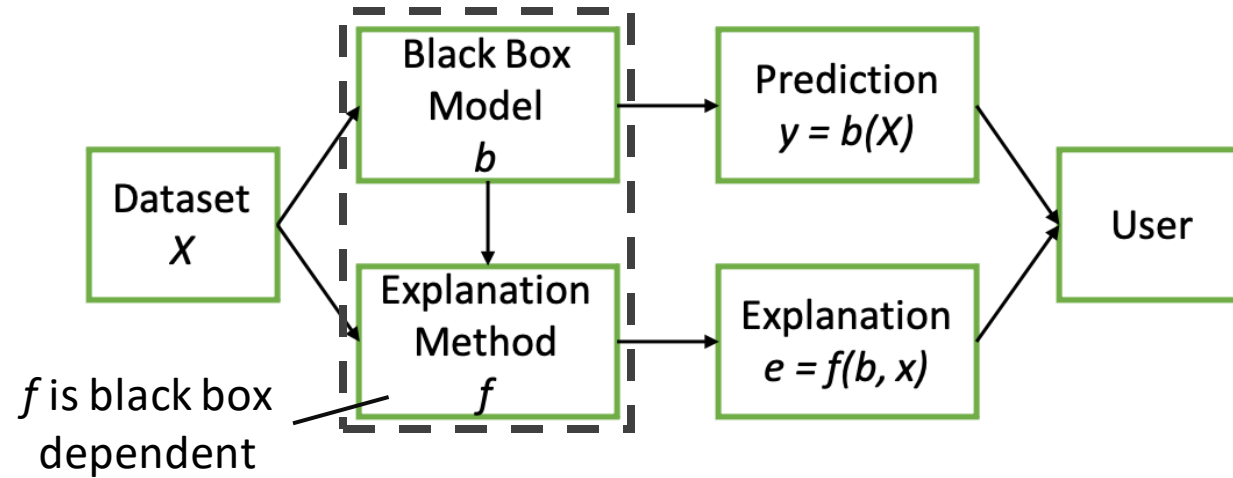 Dataset
X
Black Box
Model
b
Explanation
Method
f
f is black box
dependent
Prediction
y = b(X)
Explanation
e = f(b, x)
User